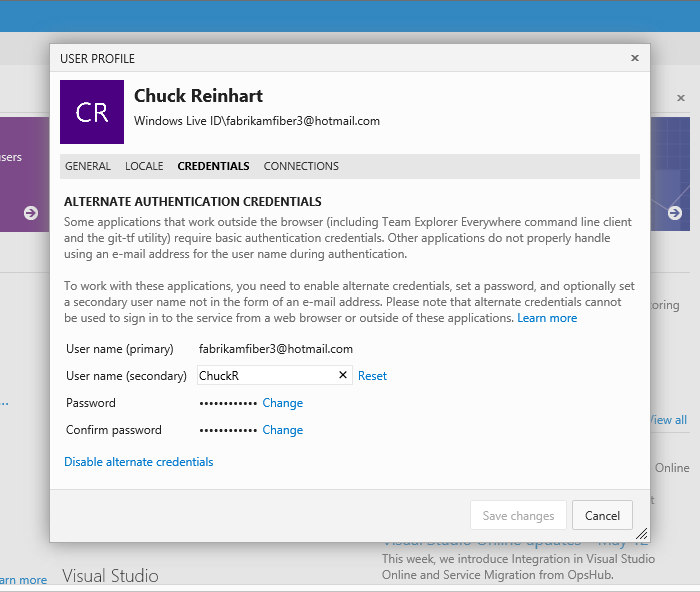 USER PROFILE
Chuck Reinhart
CR
Windows Live ID\fabrikamfiber3@hotmail.com
GENERAL LOCALE CREDENTIALS CONNECTIONS
ALTERNATE AUTHENTICATION CREDENTIALS
Some applications that work outside the browser (including Team Explorer Everywhere command line client
and the git-tf utility) require basic authentication credentials. Other applications do not properly handle
using an e-mail address for the user name during authentication.
To work with these applications, you need to enable alternate credentials, set a password, and optionally set
a secondary user name not in the form of an e-mail address. Please note that alternate credentials cannot
be used to sign in to the service from a web browser or outside of these applications. Learn more
User name (primary) fabrikamfiber3@hotmail.com
User name (secondary) ChuckR Reset
Password •••••••••••• Change
Confirm password •••••••••••• Change
Disable alternate credentials
Save changes Cancel
View all
Online
Visual Studio Online updates - May 12
This week, we introduce Integration in Visual Studio
Online and Service Migration from OpsHub.
more
Visual Studio